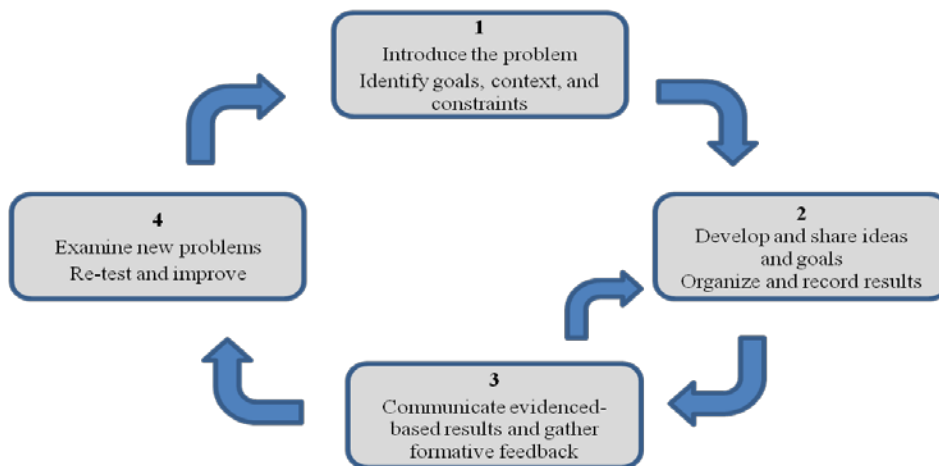 1
Introduce the problem
Identify goals, context, and
constraints
2
Develop and share ideas
and goals
Organize and record results
3
Communicate evidenced-
based results and gather
formative feedback
4
Examine new problems
Re-test and improve